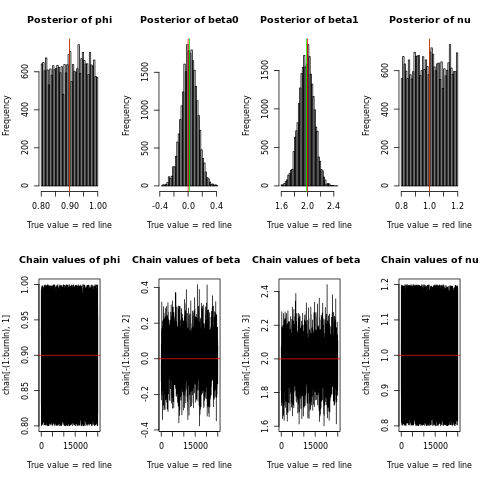 Posterior of phi
Posterior of beta0
Posterior of beta1
Posterior of nu
Frequency
0 200 400 600
0.80 0.90 1.00
True value = red line
Frequency
0 500 1000 1500
-0.4 0.0 0.4
True value = red line
Frequency
0 500 1000 1500
1.6 2.0 2.4
True value = red line
Frequency
0 200 400 600
0.8 1.0 1.2
True value = red line
Chain values of phi
Chain values of beta
Chain values of beta
Chain values of nu
chain[-(1:burnIn), 1]
0.80 0.85 0.90 0.95 1.00
0 15000
True value = red line
chain[-(1:burnIn), 2]
-0.4 -0.2 0.0 0.2 0.4
0 15000
True value = red line
chain[-(1:burnIn), 3]
1.6 1.8 2.0 2.2 2.4
0 15000
True value = red line
chain[-(1:burnIn), 4]
0.8 0.9 1.0 1.1 1.2
0 15000
True value = red line